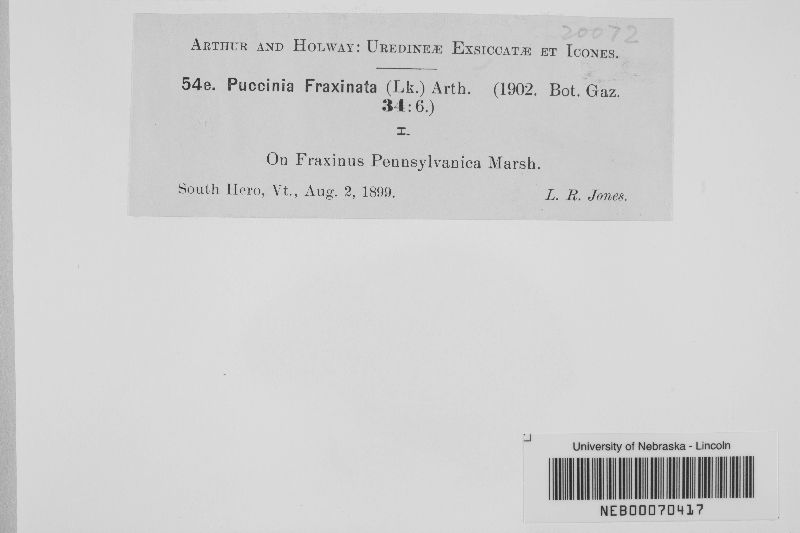 20072
ARTHUR AND HOLWAY: UREDINEÆ EXSICCATÆ ET ICONES.
54e. Puccinia Fraxinata (Lk.) Arth. (1902. Bot. Gaz.
34:6.)
I.
On Fraxinus Pennsylvanica Marsh.
South Hero, Vt., Aug. 2, 1899. L. R. Jones.
University of Nebraska - Lincoln
NEB00070417